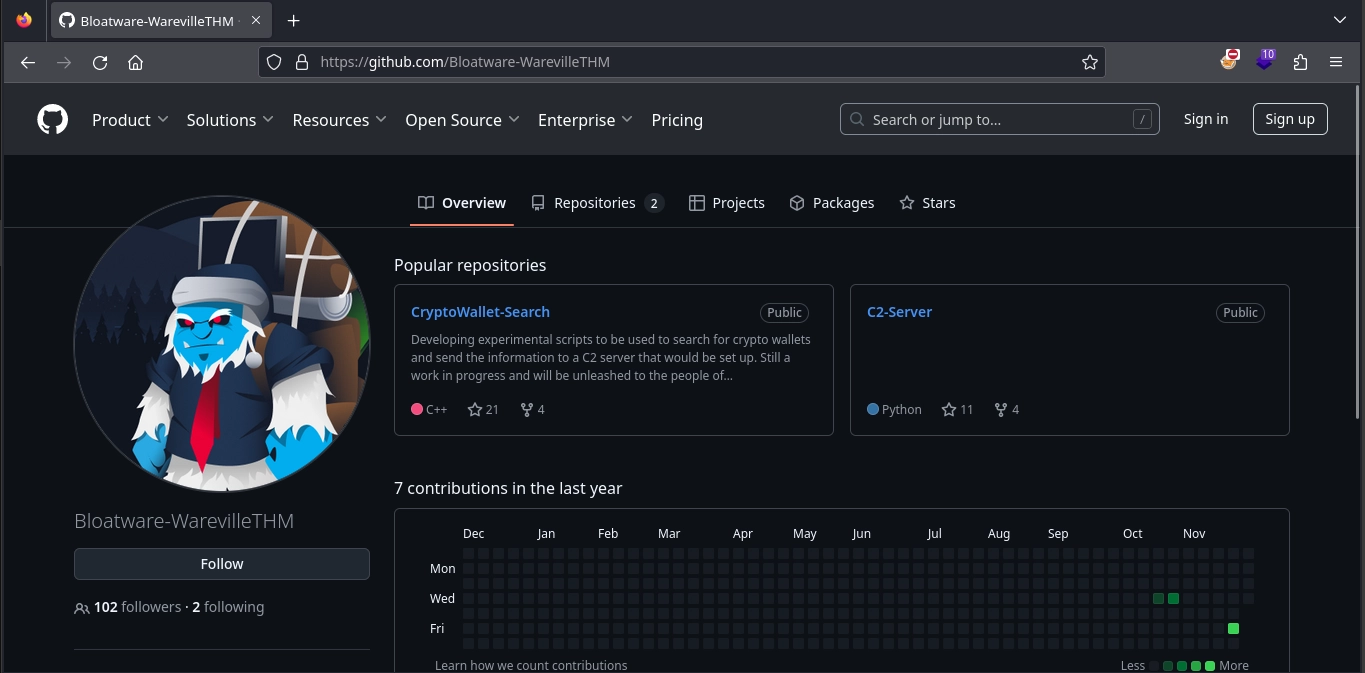 Bloatware-WarevilleTHM ·
https://github.com/Bloatware-WarevilleTHM
10
Product Solutions Resources Open Source Enterprise Pricing Search or jump to... / Sign in Sign up
Overview Repositories 2 Projects Packages Stars
Popular repositories
CryptoWallet-Search Public
Developing experimental scripts to be used to search for crypto wallets
and send the information to a C2 server that would be set up. Still a
work in progress and will be unleashed to the people of...
C++ 21 4
C2-Server Public
Python 11 4
Bloatware-WarevilleTHM
Follow
102 followers · 2 following
7 contributions in the last year
Dec Jan Feb Mar Apr May Jun Jul Aug Sep Oct Nov
Mon
Wed
Fri
Learn how we count contributions Less More